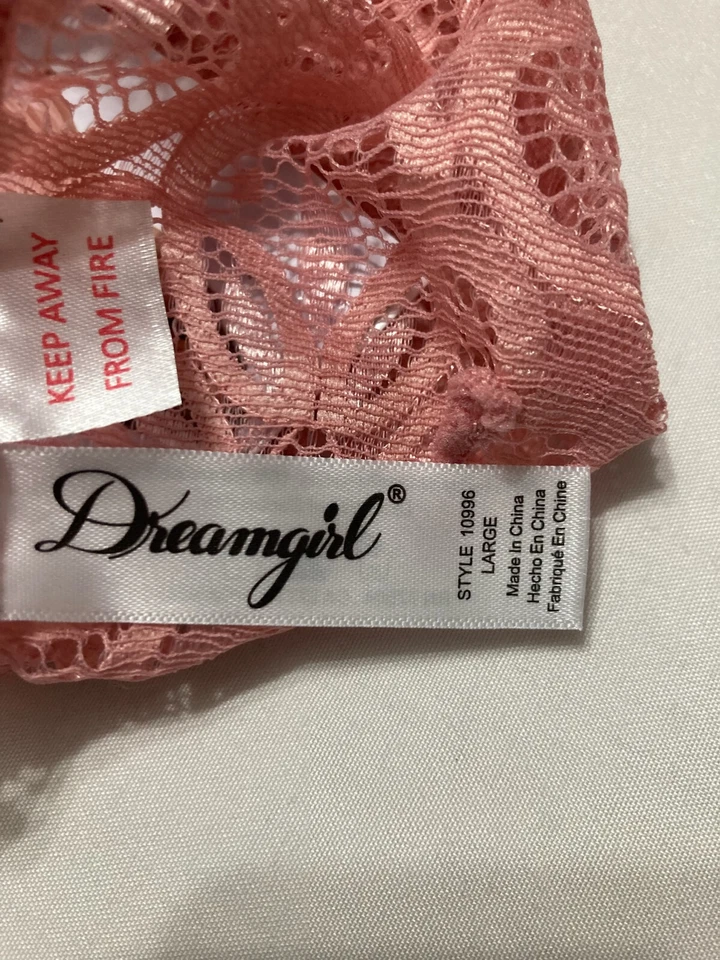 KEEP AWAY
FROM FIRE
Dreamgirl®
STYLE 10996
LARGE
Made In China
Hecho En China
Fabriqué En Chine